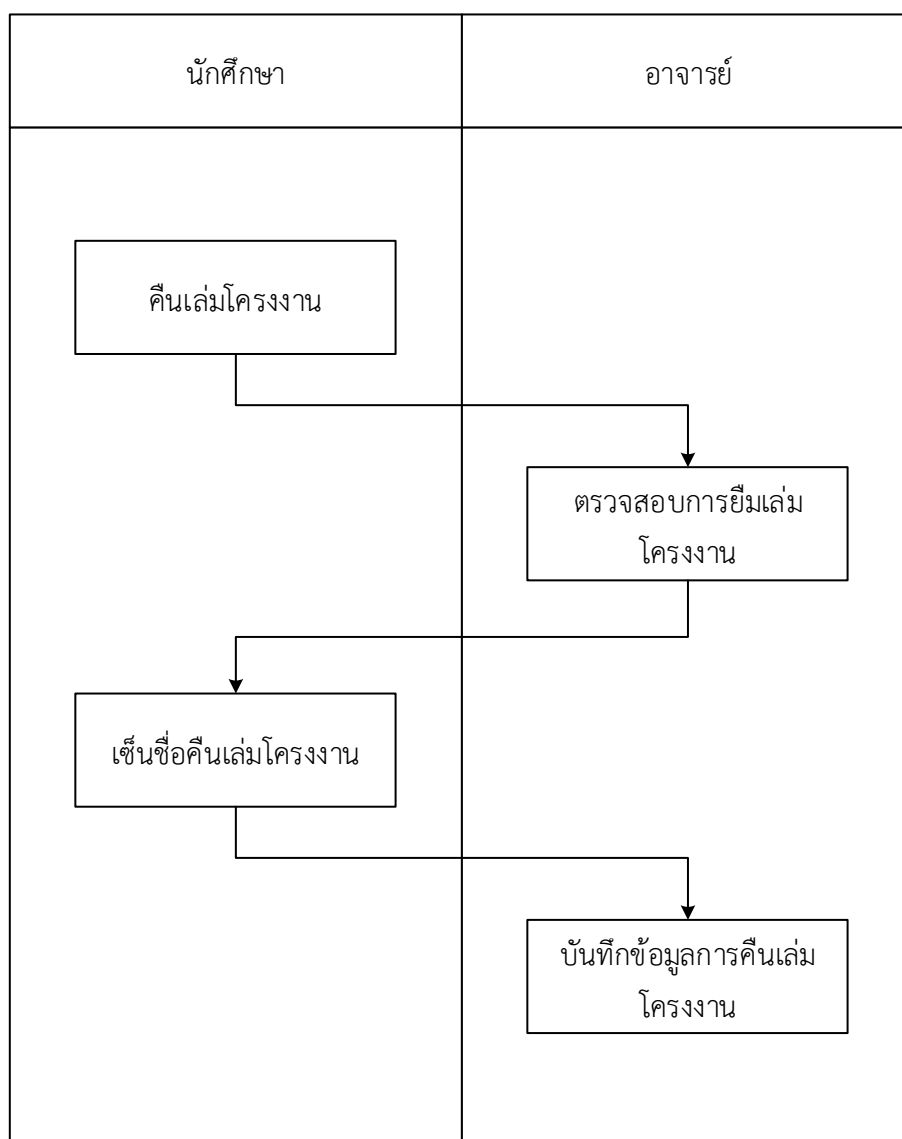 นักศึกษา
อาจารย์
คืนเล่มโครงงาน
ตรวจสอบการยืมเล่ม
โครงงาน
เซ็นชื่อคืนเล่มโครงงาน
บันทึกข้อมูลการคืนเล่ม
โครงงาน